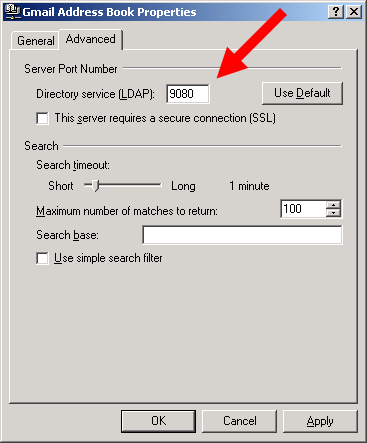 Gmail Address Book Properties
General Advanced
Server Port Number
Directory service (LDAP): 9080 Use Default
This server requires a secure connection (SSL)
Search
Search timeout:
Short Long 1 minute
Maximum number of matches to return: 100
Search base:
Use simple search filter
OK Cancel Apply